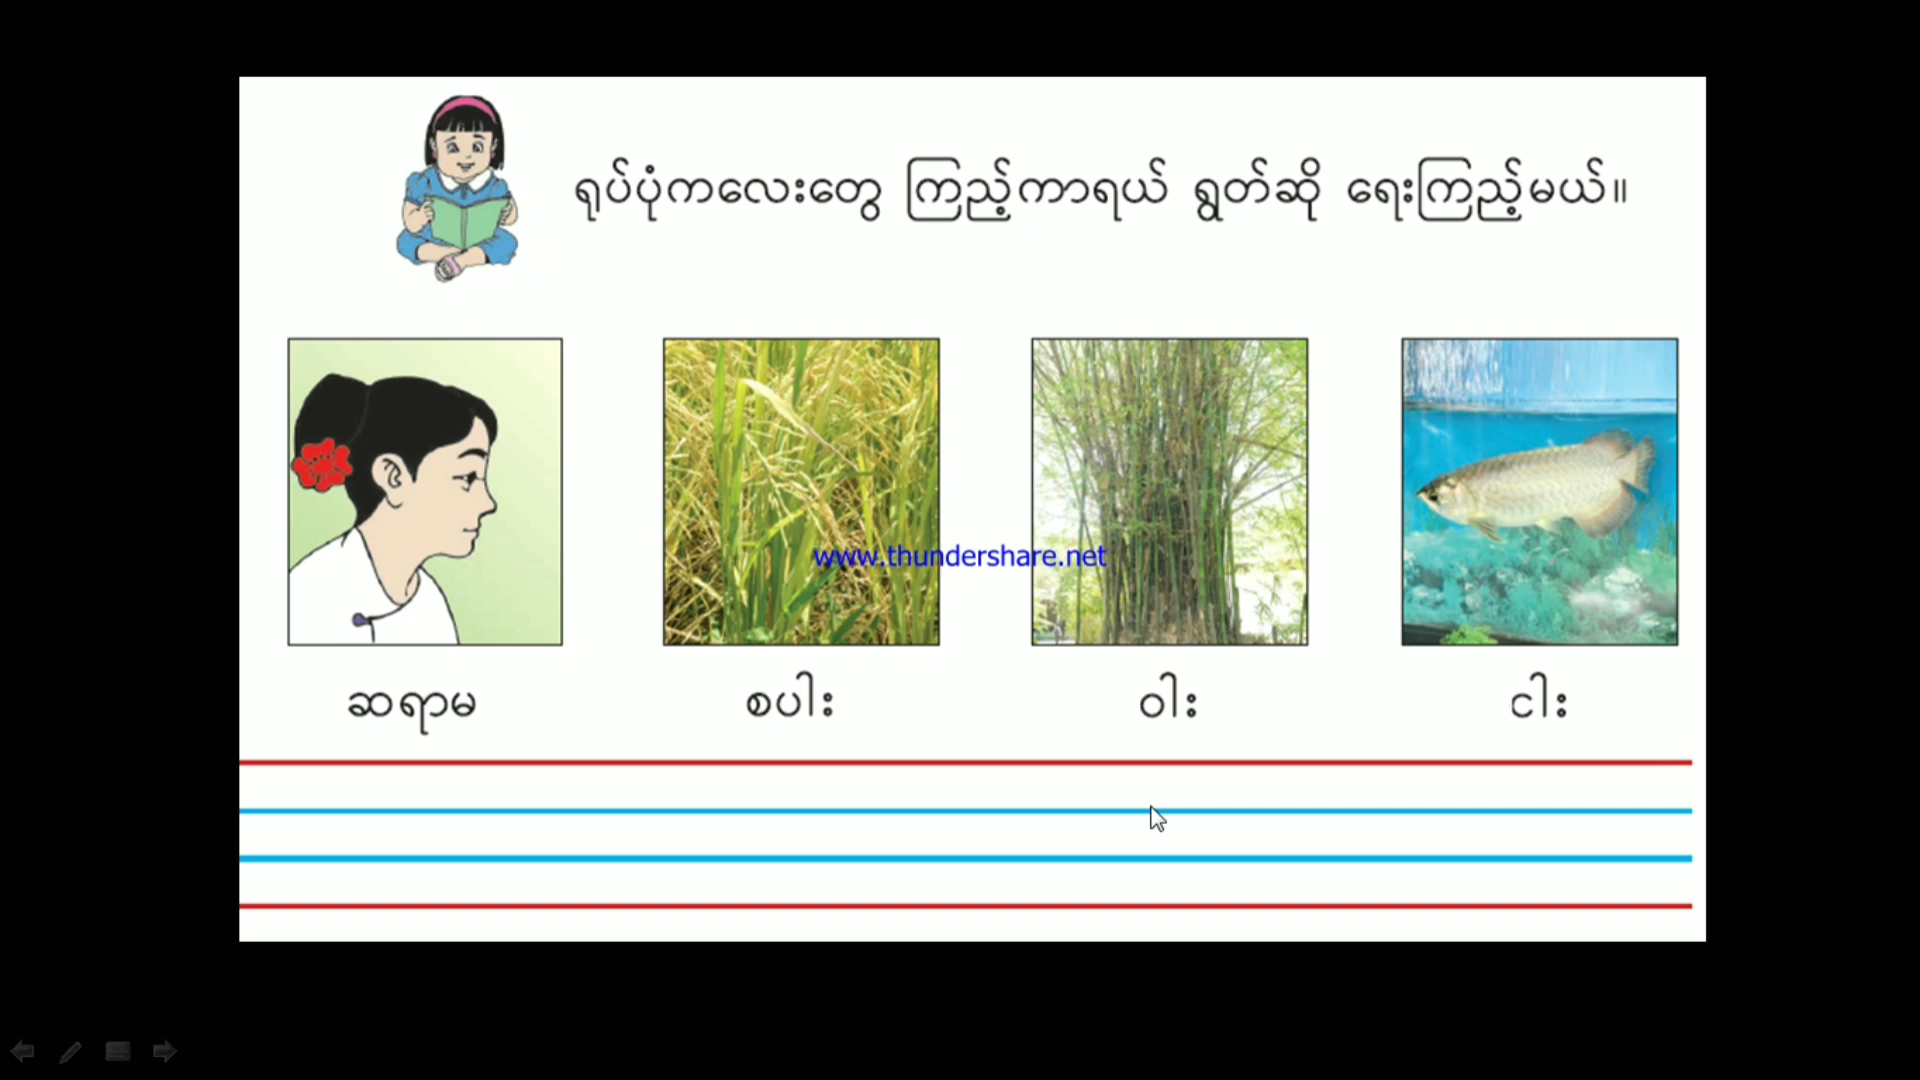 ရုပ်ပုံကလေးတွေ ကြည့်ကာရယ် ရွတ်ဆို ရေးကြည့်မယ်။
www.thundershare.net
ဆရာမ စပါး ဝါး ငါး